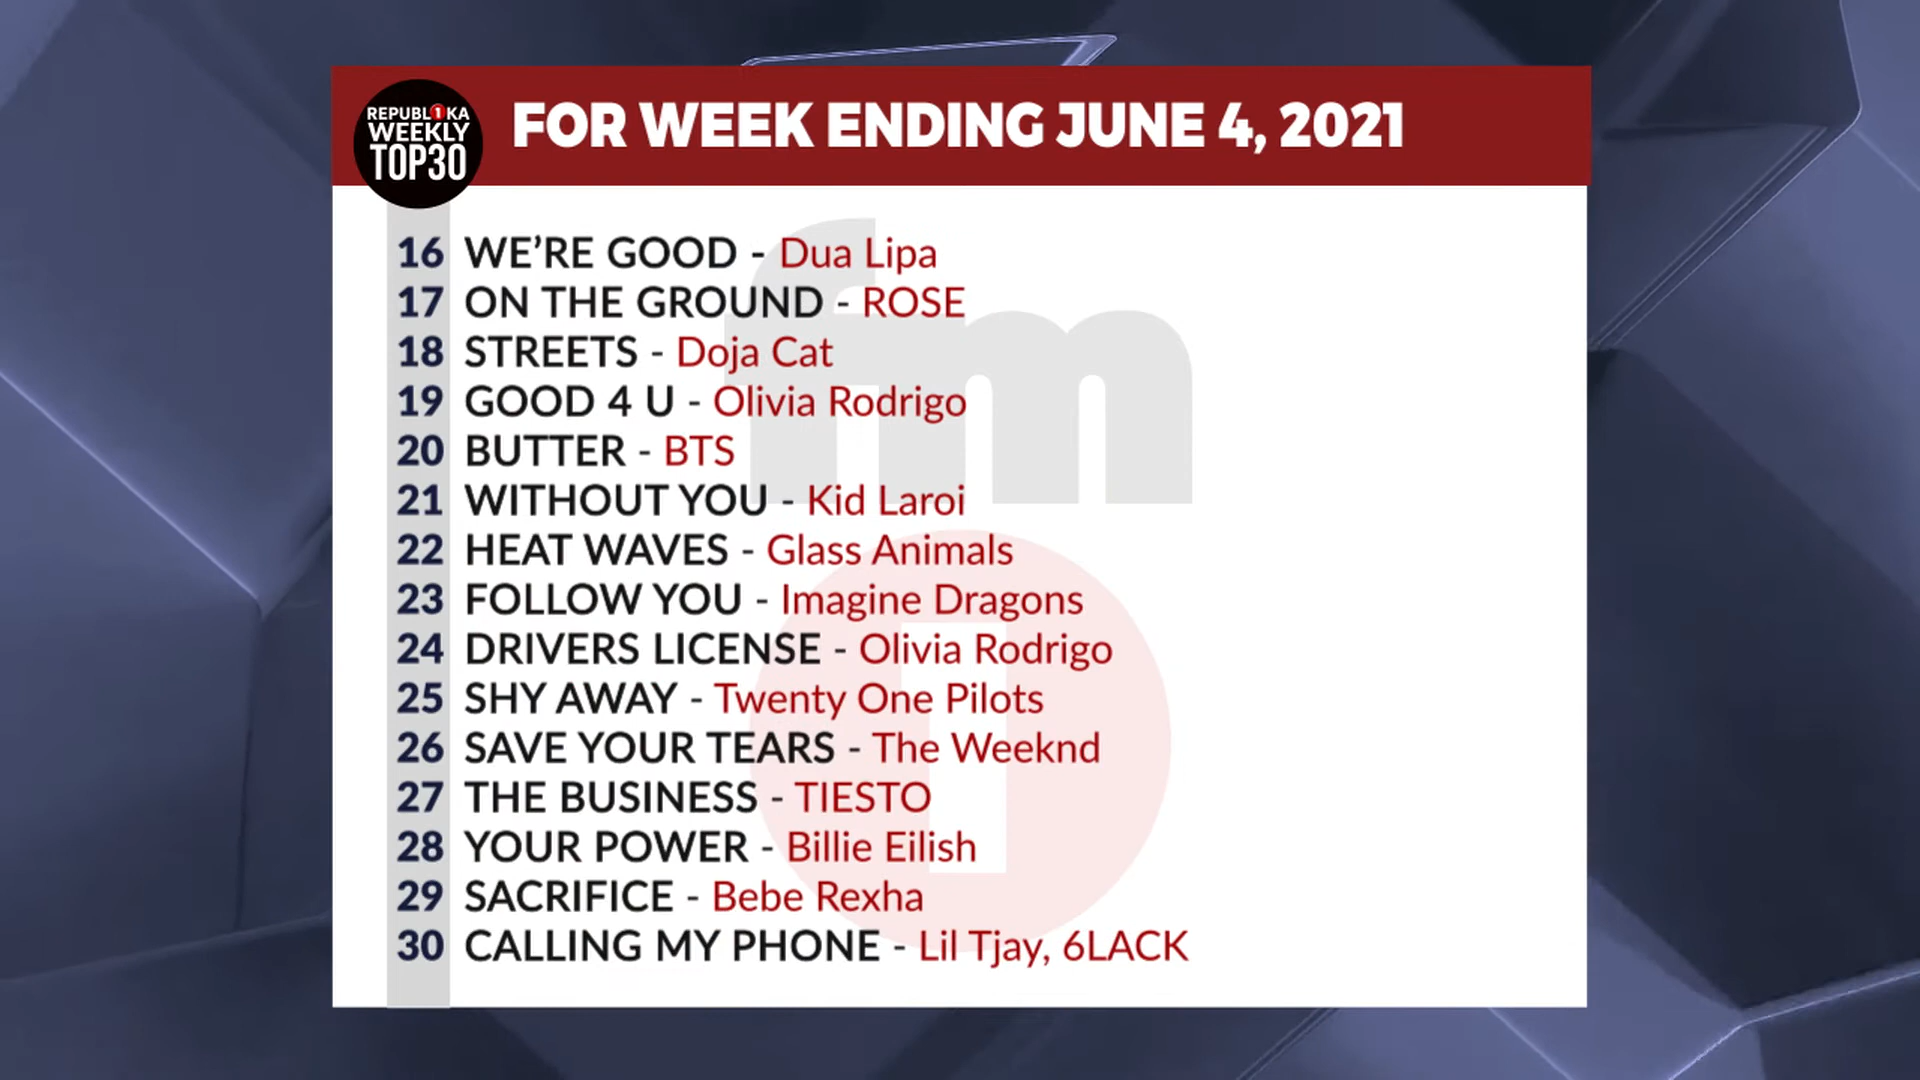 REPUBL1KA
WEEKLY
TOP30
FOR WEEK ENDING JUNE 4, 2021
fm
1
16 WE’RE GOOD - Dua Lipa
17 ON THE GROUND - ROSE
18 STREETS - Doja Cat
19 GOOD 4 U - Olivia Rodrigo
20 BUTTER - BTS
21 WITHOUT YOU - Kid Laroi
22 HEAT WAVES - Glass Animals
23 FOLLOW YOU - Imagine Dragons
24 DRIVERS LICENSE - Olivia Rodrigo
25 SHY AWAY - Twenty One Pilots
26 SAVE YOUR TEARS - The Weeknd
27 THE BUSINESS - TIESTO
28 YOUR POWER - Billie Eilish
29 SACRIFICE - Bebe Rexha
30 CALLING MY PHONE - Lil Tjay, 6LACK